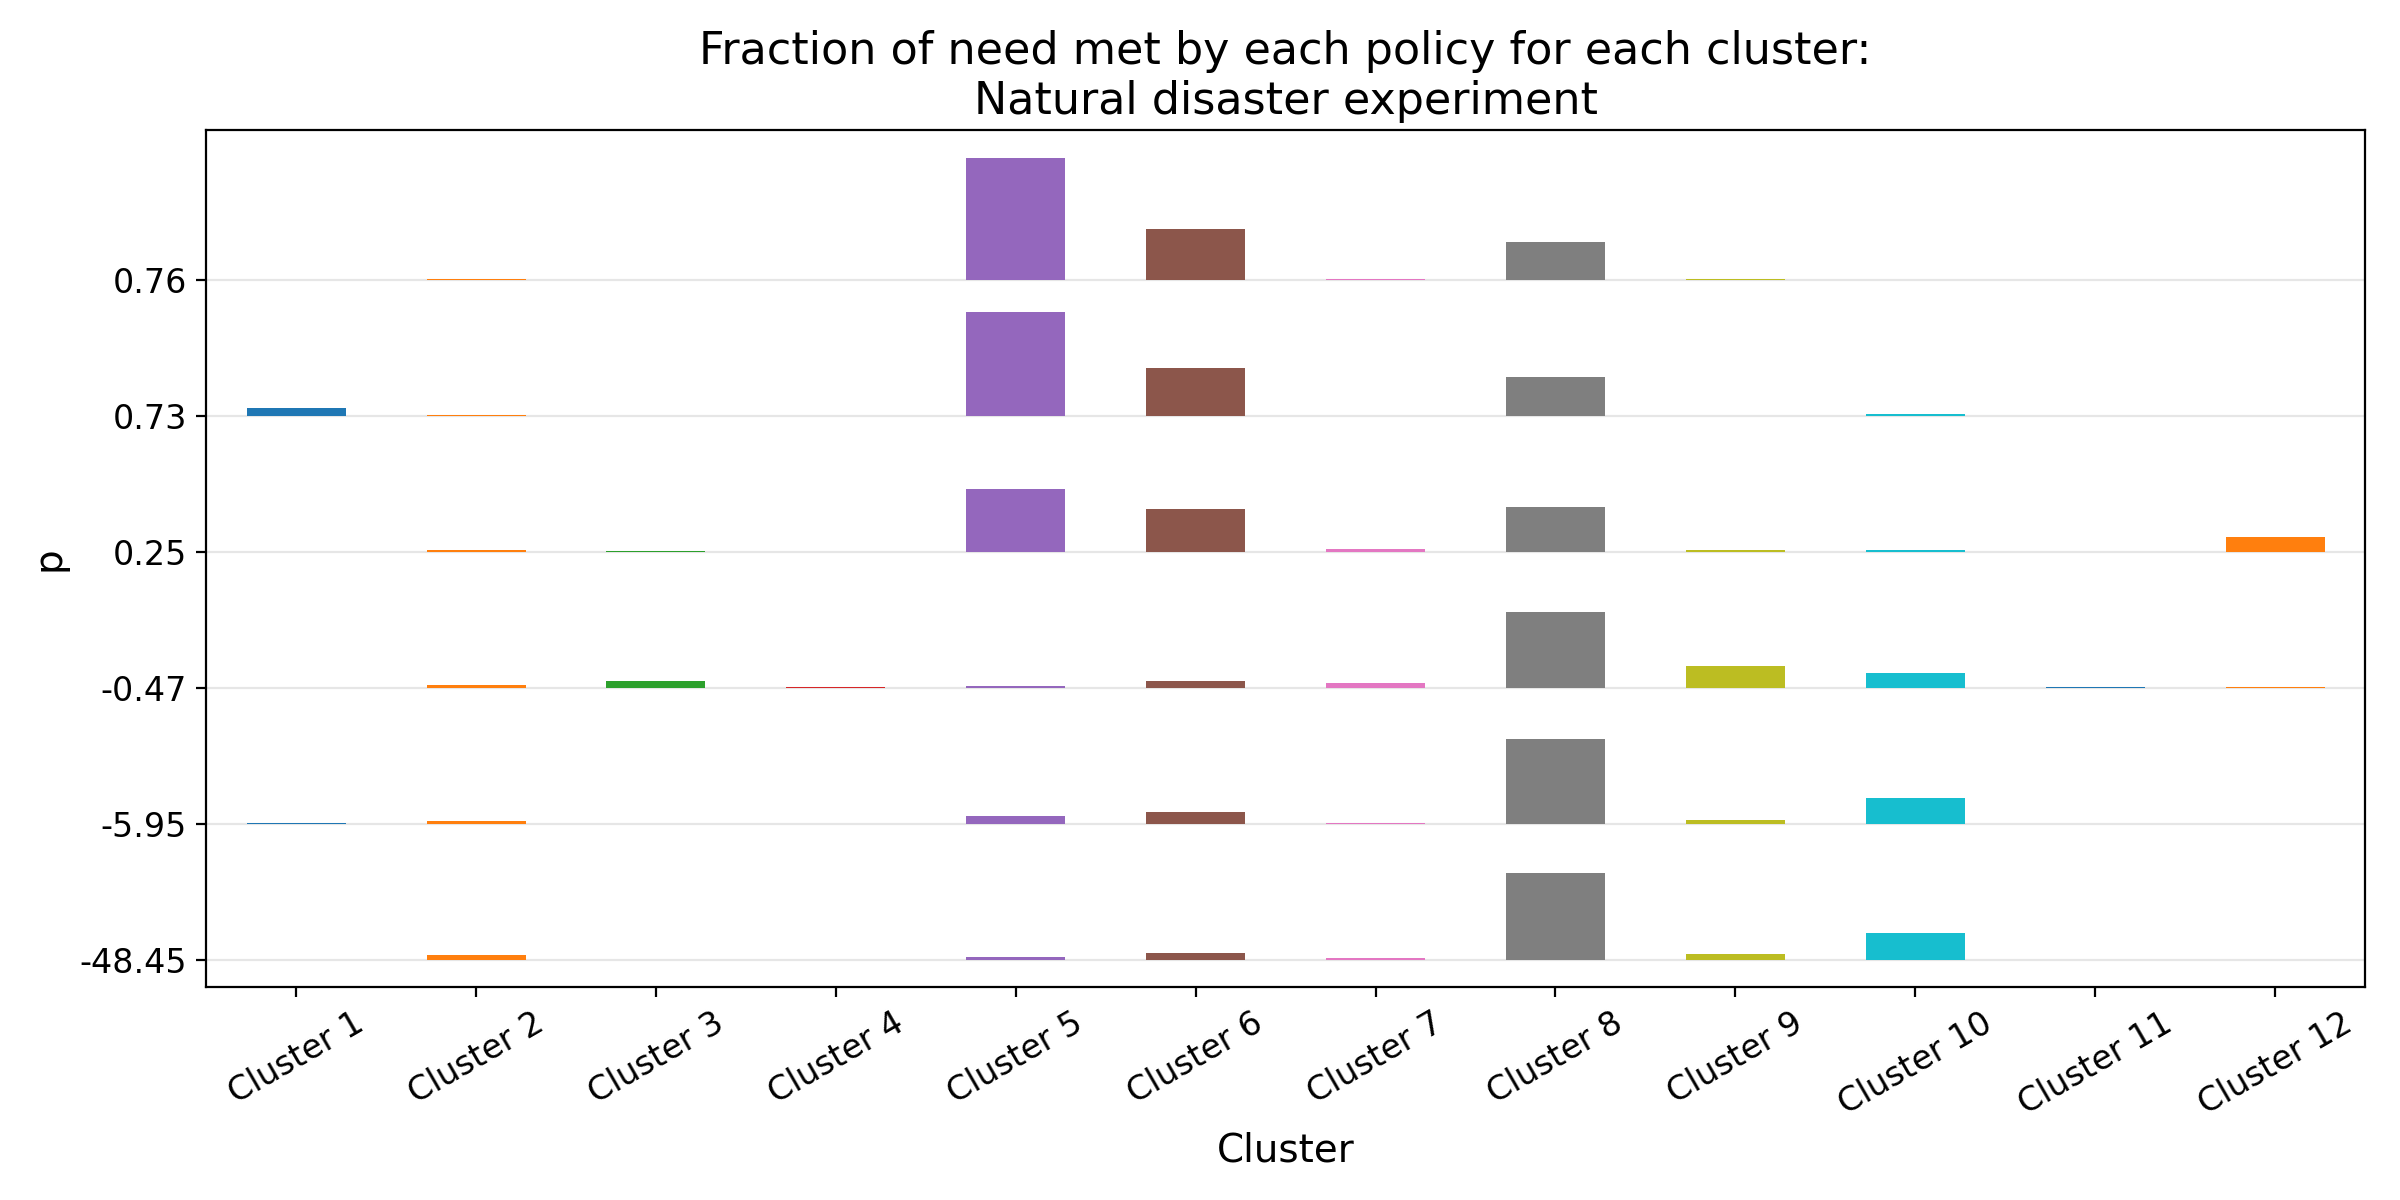 Fraction of need met by each policy for each cluster:
Natural disaster experiment
0.76
0.73
0.25
-0.47
-5.95
-48.45
p
Cluster 1
Cluster 2
Cluster 3
Cluster 4
Cluster 5
Cluster 6
Cluster 7
Cluster 8
Cluster 9
Cluster 10
Cluster 11
Cluster 12
Cluster